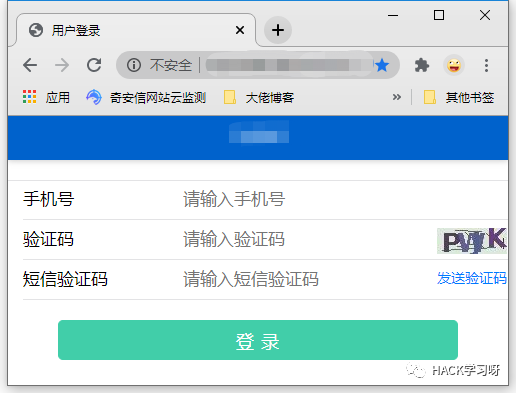 用户登录
不安全
应用 奇安信网站云监测 大佬博客 » 其他书签
手机号 请输入手机号
验证码 请输入验证码
短信验证码 请输入短信验证码 发送验证码
登 录
HACK学习呀